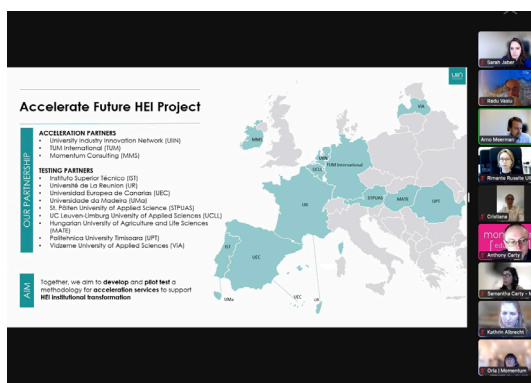 UIIN
Accelerate Future HEI Project
OUR PARTNERSHIP
ACCELERATION PARTNERS
• University Industry Innovation Network (UIIN)
• TUM International (TUM)
• Momentum Consulting (MMS)
TESTING PARTNERS
• Instituto Superior Técnico (IST)
• Université de La Reunion (UR)
• Universidad Europea de Canarias (UEC)
• Universidade da Madeira (UMa)
• St. Pölten University of Applied Science (STPUAS)
• UC Leuven-Limburg University of Applied Sciences (UCLL)
• Hungarian University of Agriculture and Life Sciences
(MATE)
• Politehnica University Timisoara (UPT)
• Vidzeme University of Applied Sciences (ViA)
AIM
Together, we aim to develop and pilot test a
methodology for acceleration services to support
HEI institutional transformation
ViA
MMS
UIIN
UCLL
TUM International
STPUAS
MATE
UPT
UR
IST
UEC
UMa
UEC
UR
Sarah Jaber
Radu Vasiu
Arno Meerman
Rimante Rusaite UI
Cristiana
Anthony Carty
Samantha Carty - M
Kathrin Albrecht
Orla | Momentum